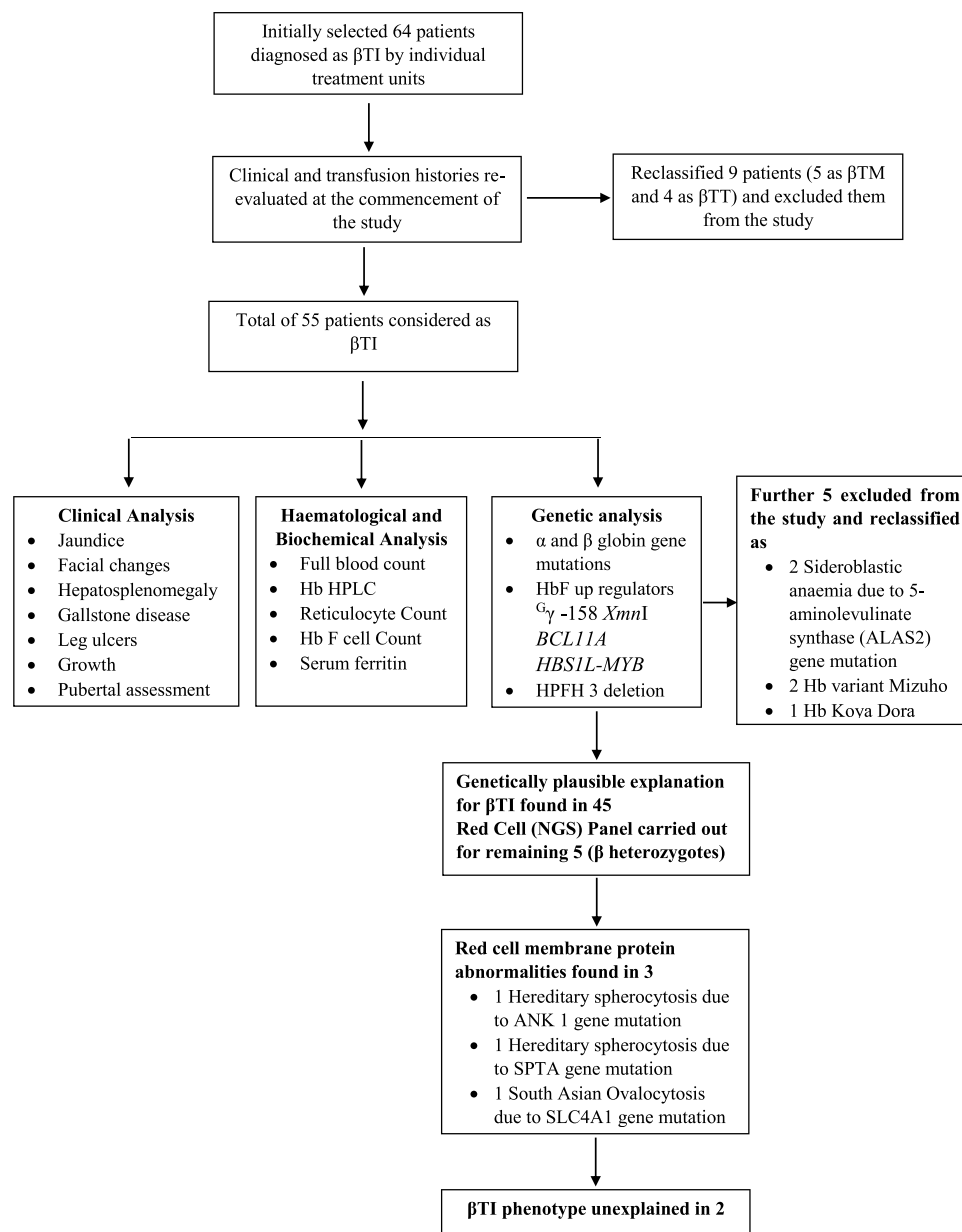 Initially selected 64 patients
diagnosed as βTI by individual
treatment units
Clinical and transfusion histories re-
evaluated at the commencement of
the study
Reclassified 9 patients (5 as βTM
and 4 as βTT) and excluded them
from the study
Total of 55 patients considered as
βTI
Clinical Analysis
• Jaundice
• Facial changes
• Hepatosplenomegaly
• Gallstone disease
• Leg ulcers
• Growth
• Pubertal assessment
Haematological and
Biochemical Analysis
• Full blood count
• Hb HPLC
• Reticulocyte Count
• Hb F cell Count
• Serum ferritin
Genetic analysis
• α and β globin gene
mutations
• HbF up regulators
Gγ -158 XmnI
BCL11A
HBS1L-MYB
• HPFH 3 deletion
Further 5 excluded from
the study and reclassified
as
• 2 Sideroblastic
anaemia due to 5-
aminolevulinate
synthase (ALAS2)
gene mutation
• 2 Hb variant Mizuho
• 1 Hb Koya Dora
Genetically plausible explanation
for βTI found in 45
Red Cell (NGS) Panel carried out
for remaining 5 (β heterozygotes)
Red cell membrane protein
abnormalities found in 3
• 1 Hereditary spherocytosis due
to ANK 1 gene mutation
• 1 Hereditary spherocytosis due
to SPTA gene mutation
• 1 South Asian Ovalocytosis
due to SLC4A1 gene mutation
βTI phenotype unexplained in 2